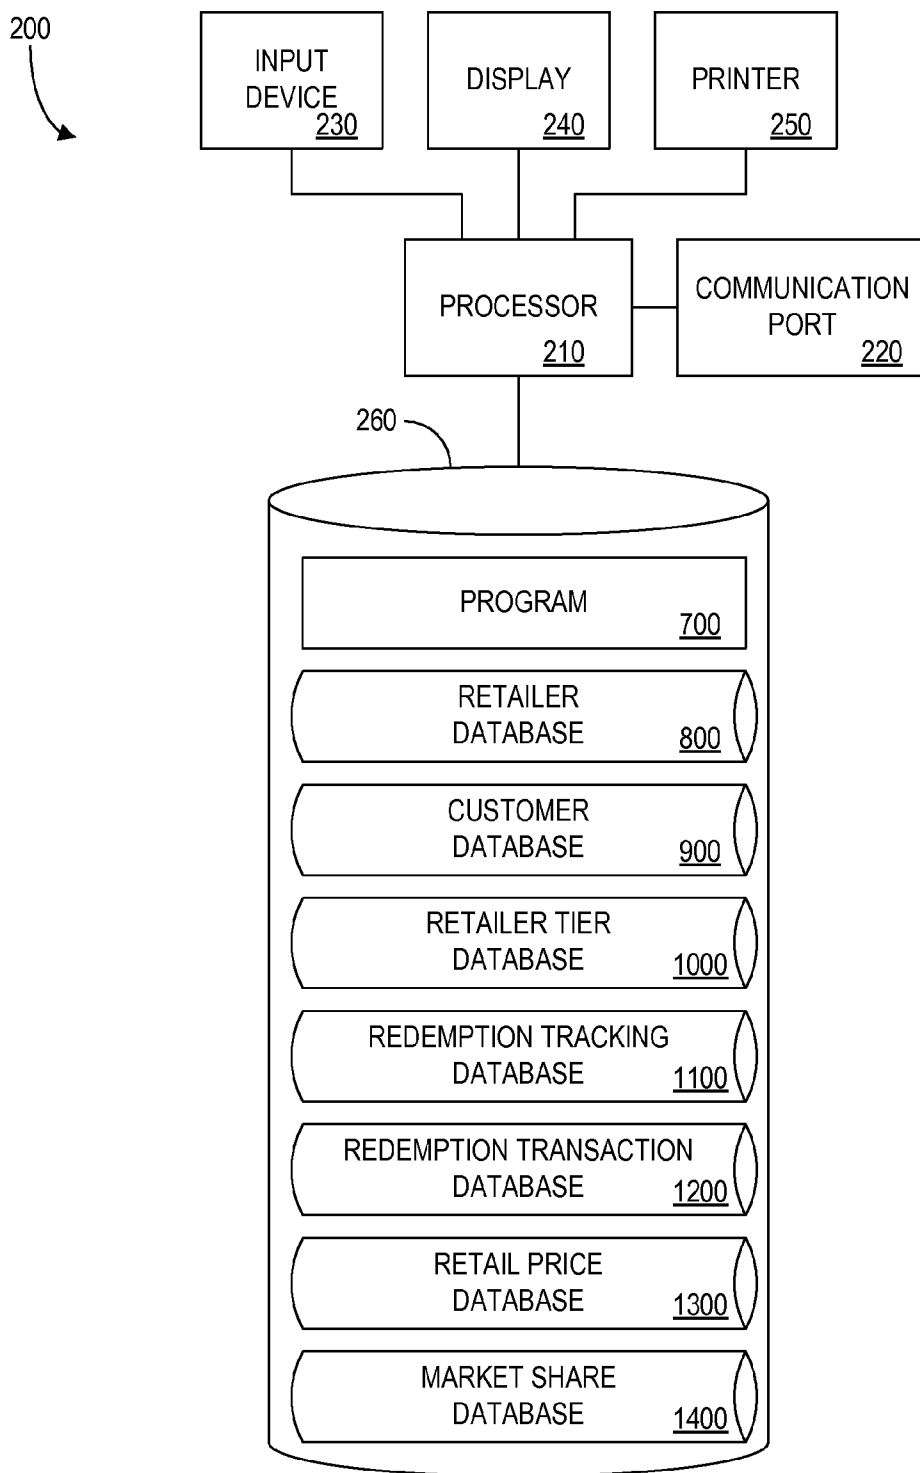 200
INPUT
DEVICE
230
DISPLAY
240
PRINTER
250
PROCESSOR
210
COMMUNICATION
PORT
220
260
PROGRAM
700
RETAILER
DATABASE
800
CUSTOMER
DATABASE
900
RETAILER TIER
DATABASE
1000
REDEMPTION TRACKING
DATABASE
1100
REDEMPTION TRANSACTION
DATABASE
1200
RETAIL PRICE
DATABASE
1300
MARKET SHARE
DATABASE
1400